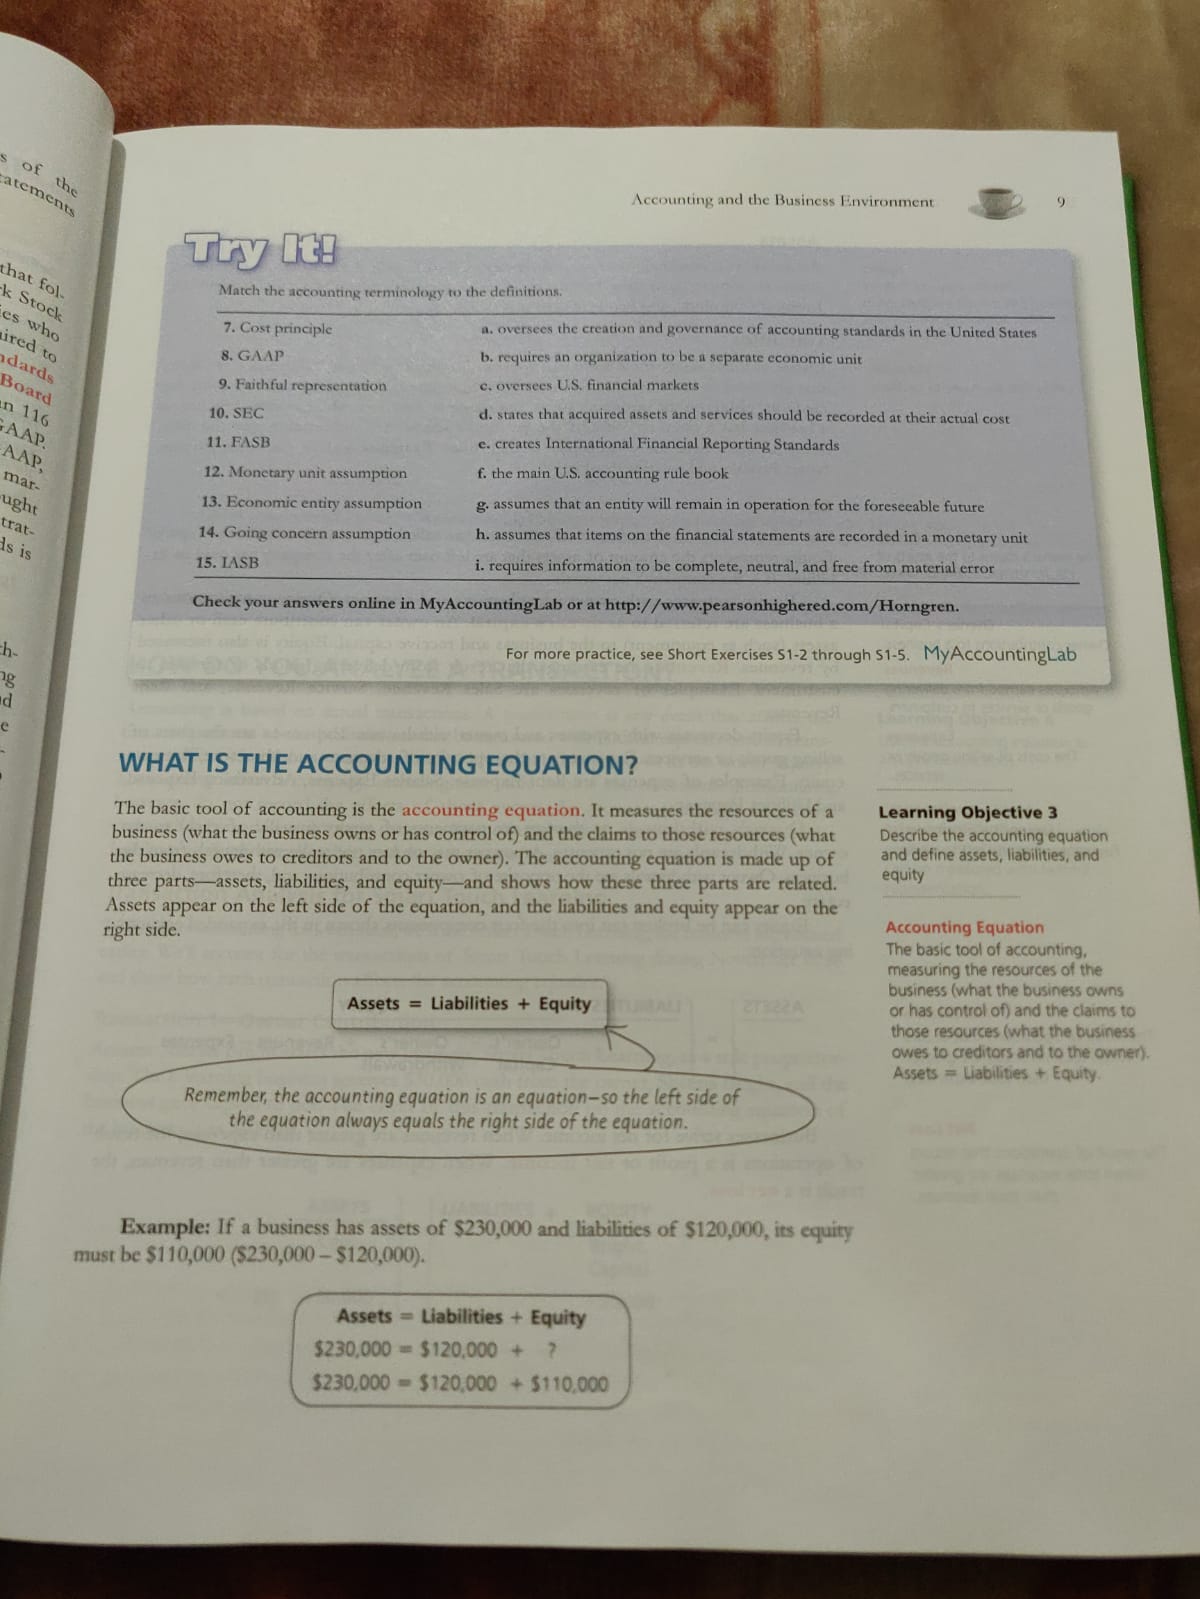 s of the
tatements
that fol-
k Stock
ies who
uired to
ndards
Board
an 116
GAAP.
AAP,
mar-
ought
trat-
ds is
ch-
ng
nd
e
Accounting and the Business Environment 9
Try It!
Match the accounting terminology to the definitions.
7. Cost principle a. oversees the creation and governance of accounting standards in the United States
8. GAAP b. requires an organization to be a separate economic unit
9. Faithful representation c. oversees U.S. financial markets
10. SEC d. states that acquired assets and services should be recorded at their actual cost
11. FASB e. creates International Financial Reporting Standards
12. Monetary unit assumption f. the main U.S. accounting rule book
13. Economic entity assumption g. assumes that an entity will remain in operation for the foreseeable future
14. Going concern assumption h. assumes that items on the financial statements are recorded in a monetary unit
15. IASB i. requires information to be complete, neutral, and free from material error
Check your answers online in MyAccountingLab or at http://www.pearsonhighered.com/Horngren.
For more practice, see Short Exercises S1-2 through S1-5. MyAccountingLab
WHAT IS THE ACCOUNTING EQUATION?
The basic tool of accounting is the accounting equation. It measures the resources of a
business (what the business owns or has control of) and the claims to those resources (what
the business owes to creditors and to the owner). The accounting equation is made up of
three parts—assets, liabilities, and equity—and shows how these three parts are related.
Assets appear on the left side of the equation, and the liabilities and equity appear on the
right side.
Learning Objective 3
Describe the accounting equation
and define assets, liabilities, and
equity
Accounting Equation
The basic tool of accounting,
measuring the resources of the
business (what the business owns
or has control of) and the claims to
those resources (what the business
owes to creditors and to the owner).
Assets = Liabilities + Equity.
Assets = Liabilities + Equity
Remember, the accounting equation is an equation—so the left side of
the equation always equals the right side of the equation.
Example: If a business has assets of $230,000 and liabilities of $120,000, its equity
must be $110,000 ($230,000 – $120,000).
Assets = Liabilities + Equity
$230,000 = $120,000 + ?
$230,000 = $120,000 + $110,000